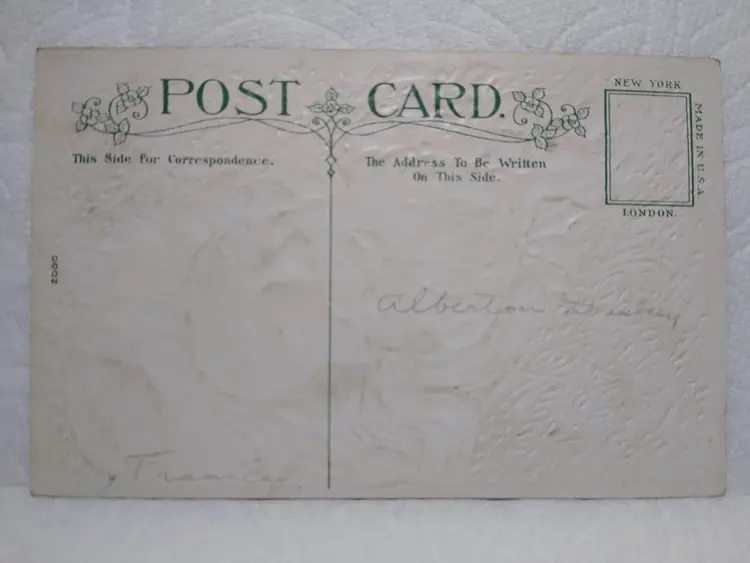 POST CARD.
NEW YORK
MADE IN U.S.A
LONDON.
This Side For Correspondence.
The Address To Be Written
On This Side.
Alberton